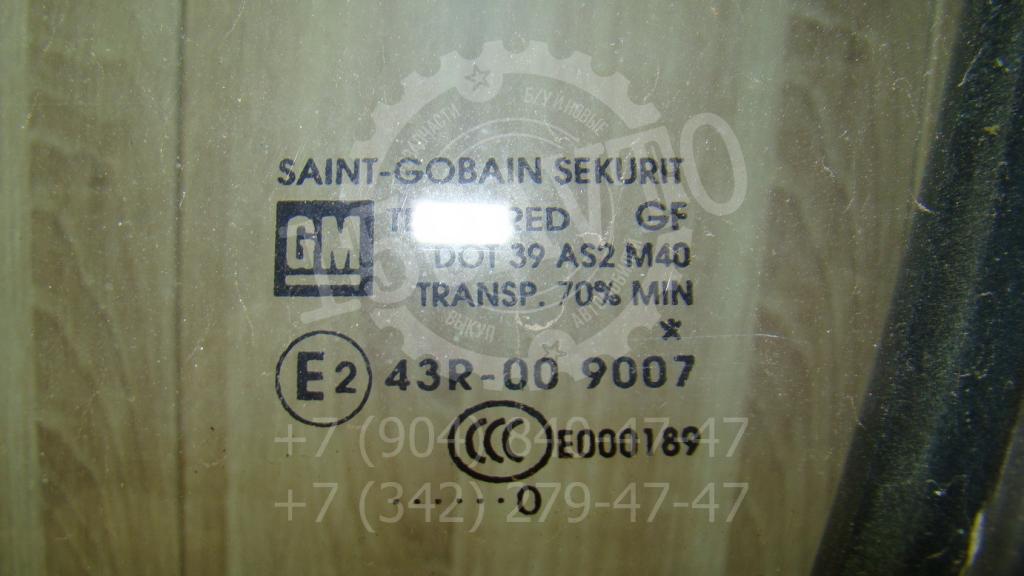 SAINT-GOBAIN SEKURIT
GM GF
DOT 39 AS2 M40
TRANSP. 70% MIN
E2 43R-00 9007
CCC E000189
. . . . . . . O
Б/У И НОВЫЕ
+7 (904) 840-47-47
+7 (342) 279-47-47